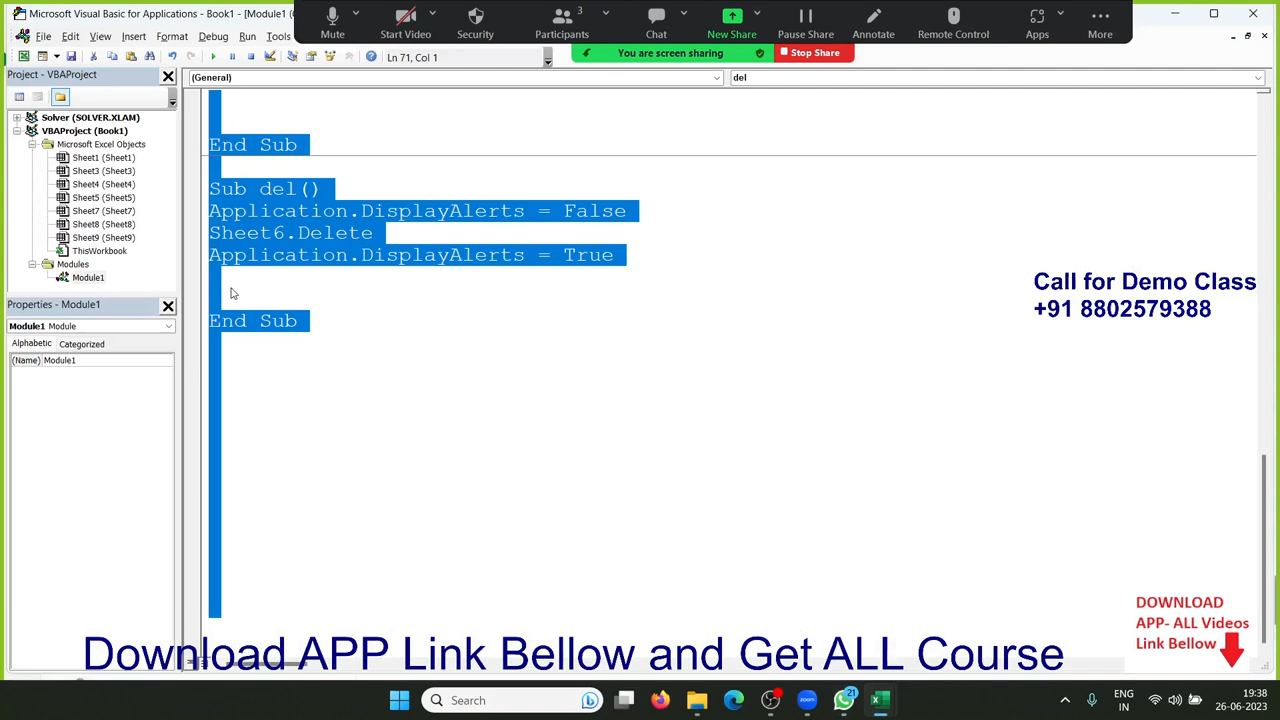 Microsoft Visual Basic for Applications - Book1 - [Module1 (
File Edit View Insert Format Debug Run Tools
Mute Start Video Security Participants 3 Chat New Share Pause Share Annotate Remote Control Apps More
You are screen sharing Stop Share
Ln 71, Col 1
Project - VBAProject
(General) del
Solver (SOLVER.XLAM)
VBAProject (Book1)
Microsoft Excel Objects
Sheet1 (Sheet1)
Sheet3 (Sheet3)
Sheet4 (Sheet4)
Sheet5 (Sheet5)
Sheet7 (Sheet7)
Sheet8 (Sheet8)
Sheet9 (Sheet9)
ThisWorkbook
Modules
Module1
Properties - Module1
Module1 Module
Alphabetic Categorized
(Name) Module1
End Sub
Sub del()
Application.DisplayAlerts = False
Sheet6.Delete
Application.DisplayAlerts = True
End Sub
Call for Demo Class
+91 8802579388
DOWNLOAD
APP- ALL Videos
Link Bellow
Download APP Link Bellow and Get ALL Course
Search
21
ENG
IN
19:38
26-06-2023